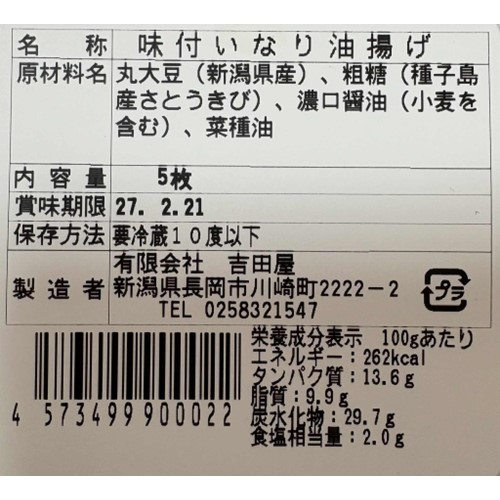 名称 味付いなり油揚げ
原材料名 丸大豆（新潟県産）、粗糖（種子島
産さとうきび）、濃口醤油（小麦を
含む）、菜種油
内容量 5枚
賞味期限 27. 2.21
保存方法 要冷蔵10度以下
製造者 有限会社 吉田屋
新潟県長岡市川崎町2222-2
TEL 0258321547
プラ
4573499900022
栄養成分表示 100gあたり
エネルギー:262kcal
タンパク質:13.6g
脂質:9.9g
炭水化物:29.7g
食塩相当量:2.0g